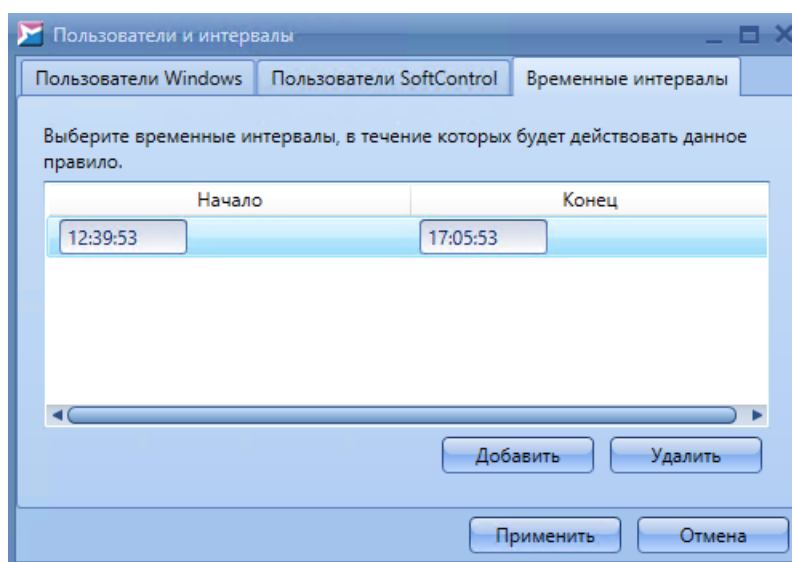 Пользователи и интервалы
Пользователи Windows Пользователи SoftControl Временные интервалы
Выберите временные интервалы, в течение которых будет действовать данное
правило.
Начало Конец
12:39:53 17:05:53
Добавить Удалить
Применить Отмена